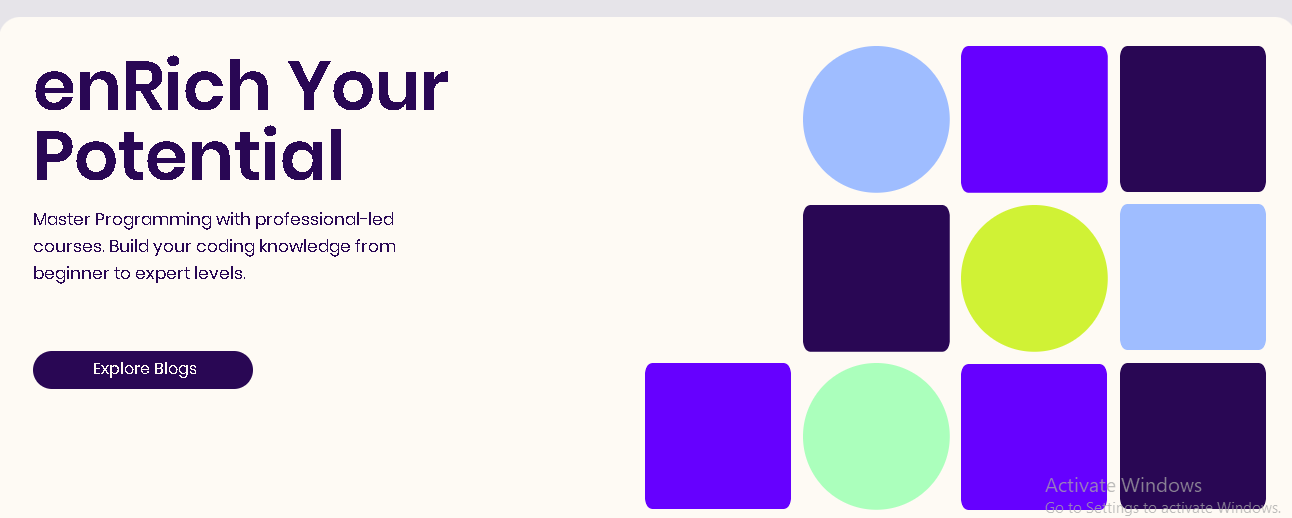 enRich Your
Potential
Master Programming with professional-led
courses. Build your coding knowledge from
beginner to expert levels.
Explore Blogs
Activate Windows
Go to Settings to activate Windows.